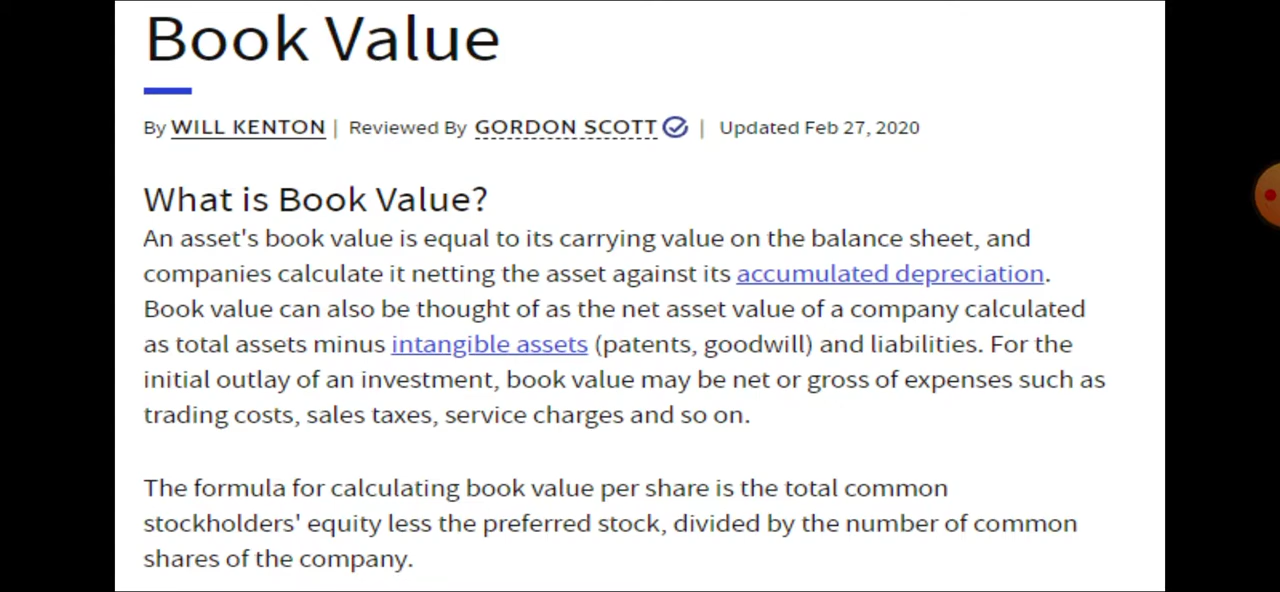 Book Value
By WILL KENTON | Reviewed By GORDON SCOTT | Updated Feb 27, 2020
What is Book Value?
An asset's book value is equal to its carrying value on the balance sheet, and
companies calculate it netting the asset against its accumulated depreciation.
Book value can also be thought of as the net asset value of a company calculated
as total assets minus intangible assets (patents, goodwill) and liabilities. For the
initial outlay of an investment, book value may be net or gross of expenses such as
trading costs, sales taxes, service charges and so on.
The formula for calculating book value per share is the total common
stockholders' equity less the preferred stock, divided by the number of common
shares of the company.